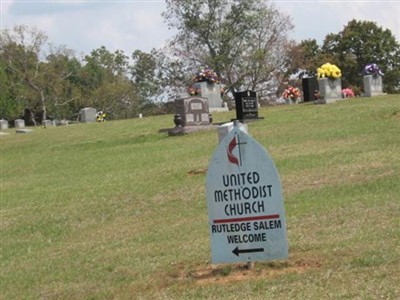 UNITED
METHODIST
CHURCH
RUTLEDGE SALEM
WELCOME